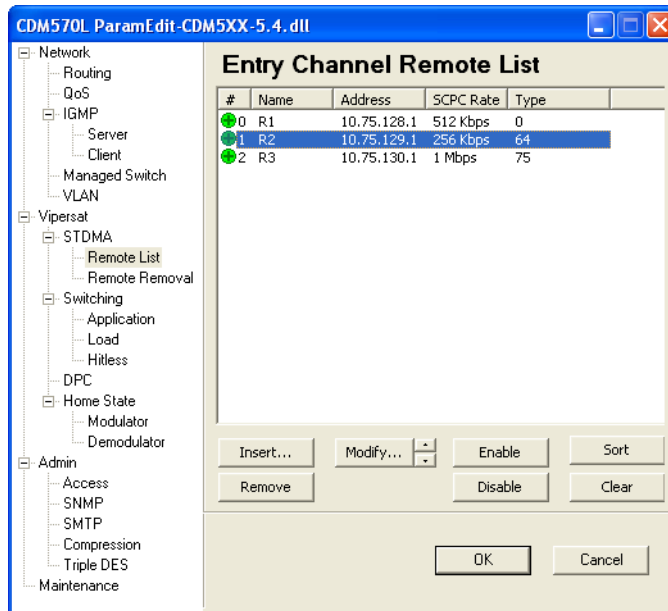 CDM570L ParamEdit-CDM5XX-5.4.dll
Network
Routing
QoS
IGMP
Server
Client
Managed Switch
VLAN
Vipersat
STDMA
Remote List
Remote Removal
Switching
Application
Load
Hitless
DPC
Home State
Modulator
Demodulator
Admin
Access
SNMP
SMTP
Compression
Triple DES
Maintenance
Entry Channel Remote List
# Name Address SCPC Rate Type
0 R1 10.75.128.1 512 Kbps 0
1 R2 10.75.129.1 256 Kbps 64
2 R3 10.75.130.1 1 Mbps 75
Insert... Modify... Enable Sort
Remove Disable Clear
OK Cancel